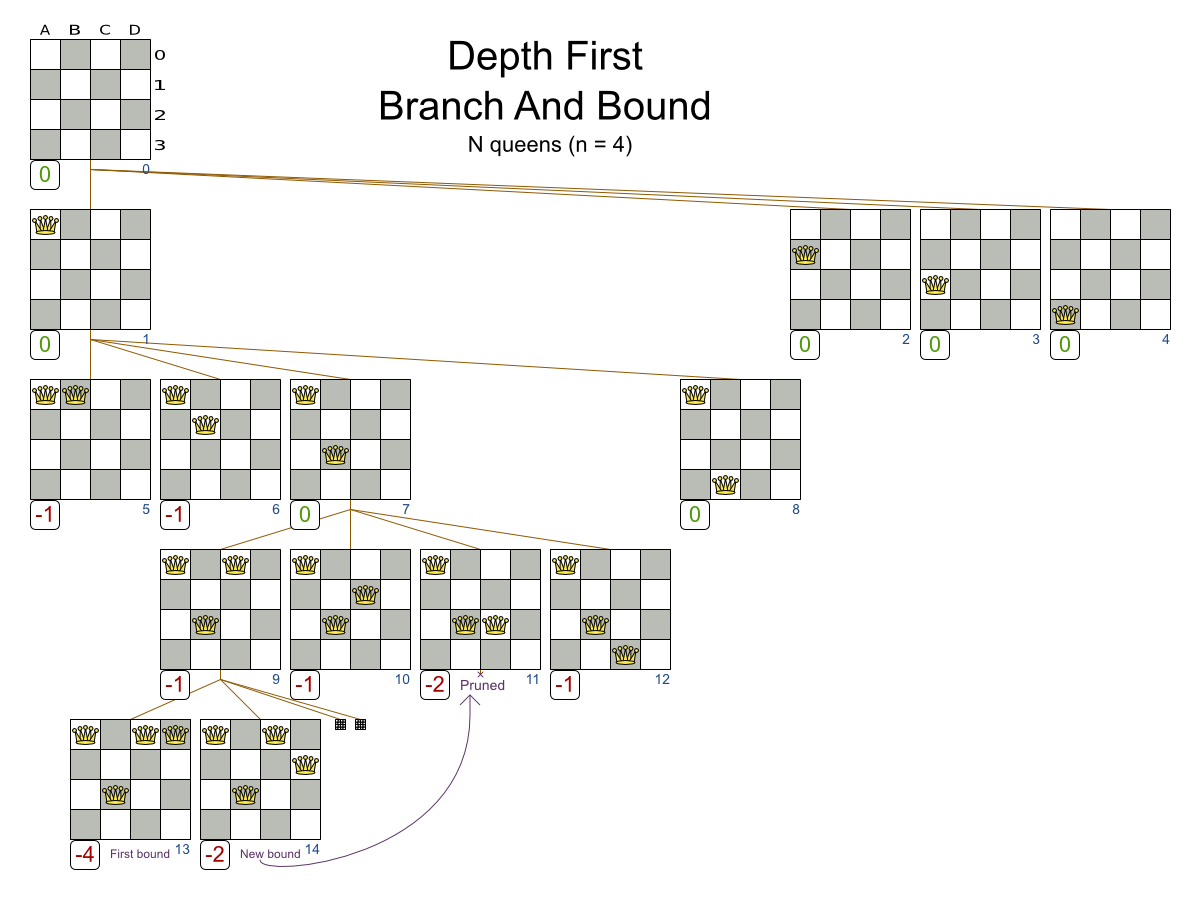 A B C D
Depth First
0
1
Branch And Bound
2
N queens (n = 4)
3
0 0
0 1
0 2
0 3
0 4
-1 5
-1 6
0 7
0 8
-1 9
-1 10
-2 Pruned 11
-1 12
-4 First bound 13
-2 New bound 14